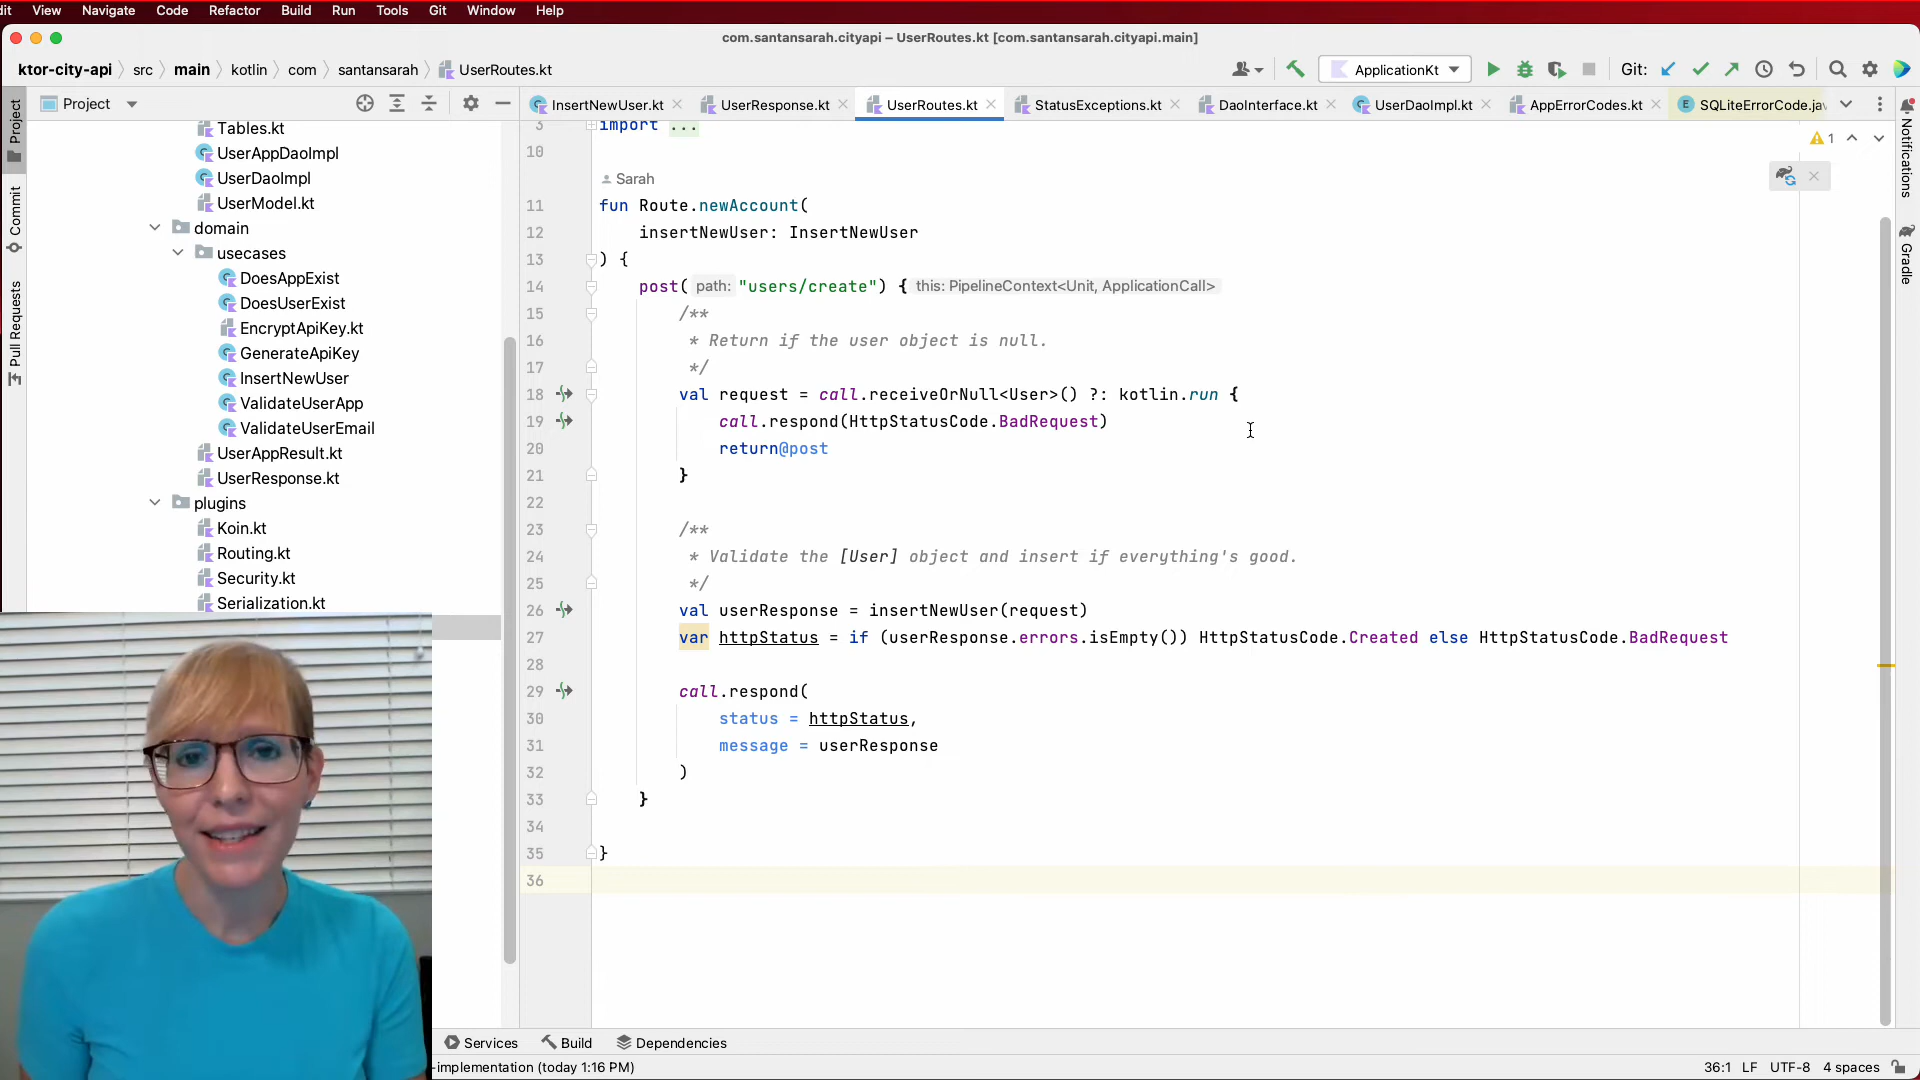 dit View Navigate Code Refactor Build Run Tools Git Window Help
com.santansarah.cityapi – UserRoutes.kt [com.santansarah.cityapi.main]
ktor-city-api src main kotlin com santansarah UserRoutes.kt ApplicationKt Git:
Project InsertNewUser.kt UserResponse.kt UserRoutes.kt StatusExceptions.kt DaoInterface.kt UserDaoImpl.kt AppErrorCodes.kt SQLiteErrorCode.jav
Project
Commit
Pull Requests
Notifications
Gradle
Tables.kt
UserAppDaoImpl
UserDaoImpl
UserModel.kt
domain
usecases
DoesAppExist
DoesUserExist
EncryptApiKey.kt
GenerateApiKey
InsertNewUser
ValidateUserApp
ValidateUserEmail
UserAppResult.kt
UserResponse.kt
plugins
Koin.kt
Routing.kt
Security.kt
Serialization.kt
1
3 import ...
10
Sarah
11 fun Route.newAccount(
12 insertNewUser: InsertNewUser
13 ) {
14 post( path: "users/create") { this: PipelineContext<Unit, ApplicationCall>
15 /**
16 * Return if the user object is null.
17 */
18 val request = call.receiveOrNull<User>() ?: kotlin.run {
19 call.respond(HttpStatusCode.BadRequest)
20 return@post
21 }
22
23 /**
24 * Validate the [User] object and insert if everything's good.
25 */
26 val userResponse = insertNewUser(request)
27 var httpStatus = if (userResponse.errors.isEmpty()) HttpStatusCode.Created else HttpStatusCode.BadRequest
28
29 call.respond(
30 status = httpStatus,
31 message = userResponse
32 )
33 }
34
35 }
36
Services Build Dependencies
-implementation (today 1:16 PM) 36:1 LF UTF-8 4 spaces